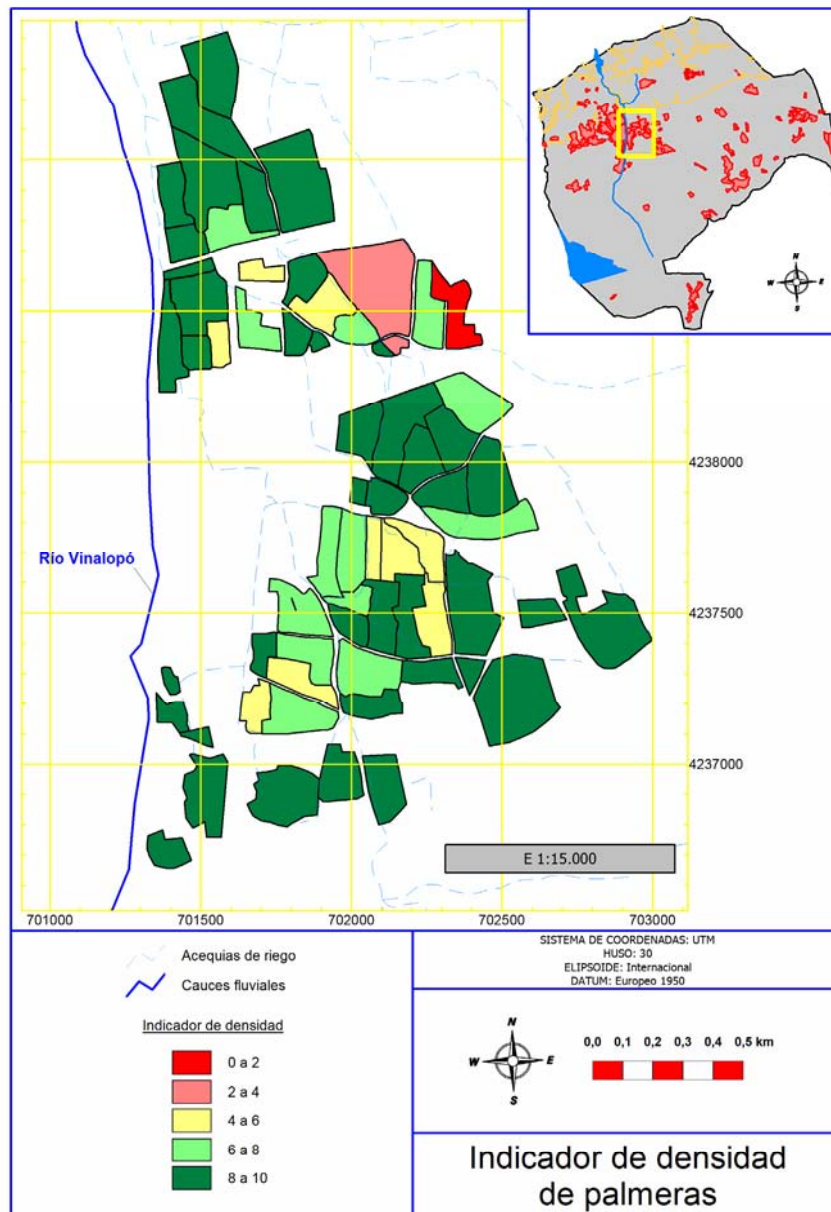 N
W E
S
4238000
Río Vinalopó
4237500
4237000
E 1:15.000
701000 701500 702000 702500 703000
Acequias de riego
Cauces fluviales
Indicador de densidad
0 a 2
2 a 4
4 a 6
6 a 8
8 a 10
SISTEMA DE COORDENADAS: UTM
HUSO: 30
ELIPSOIDE: Internacional
DATUM: Europeo 1950
N
W E
S
0,0 0,1 0,2 0,3 0,4 0,5 km
Indicador de densidad
de palmeras